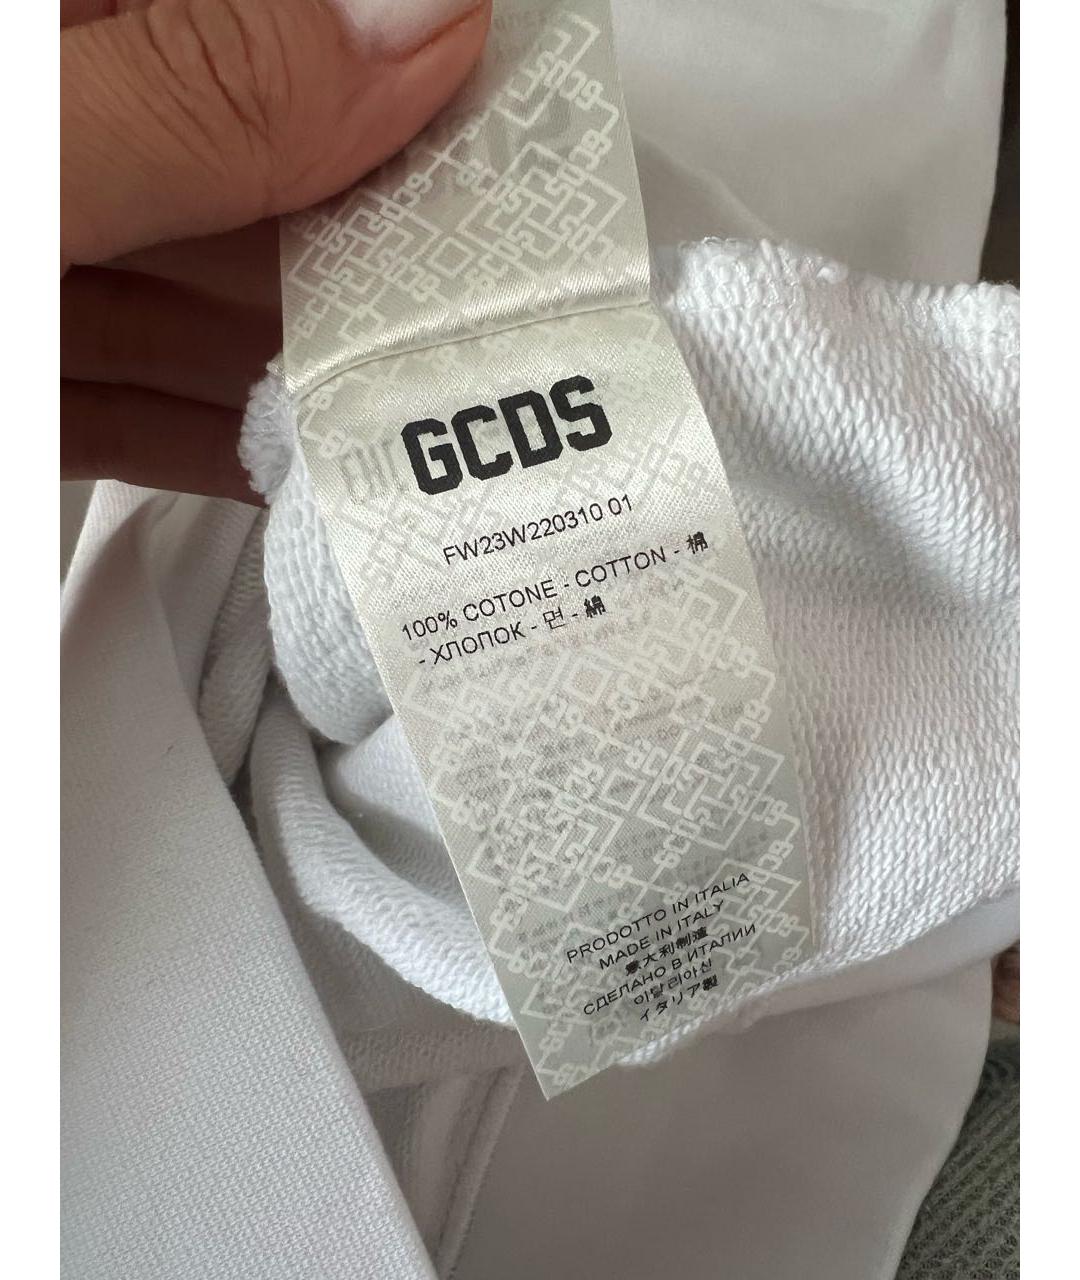 GCDS
FW23W220310 01
100% COTONE - COTTON - 棉
- ХЛОПОК - 면 - 綿
PRODOTTO IN ITALIA
MADE IN ITALY
意大利制造
СДЕЛАНО В ИТАЛИИ
이탈리아산
イタリア製